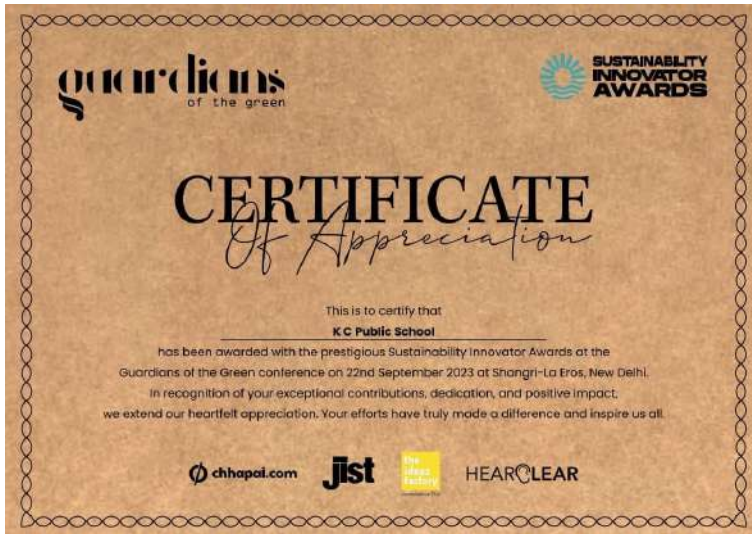 guardians
of the green
SUSTAINABILITY
INNOVATOR
AWARDS
CERTIFICATE
Of Appreciation
This is to certify that
K C Public School
has been awarded with the prestigious Sustainability Innovator Awards at the
Guardians of the Green conference on 22nd September 2023 at Shangri-La Eros, New Delhi.
In recognition of your exceptional contributions, dedication, and positive impact,
we extend our heartfelt appreciation. Your efforts have truly made a difference and inspire us all.
chhapai.com
jist
the
ideas
factory
HEARCLEAR